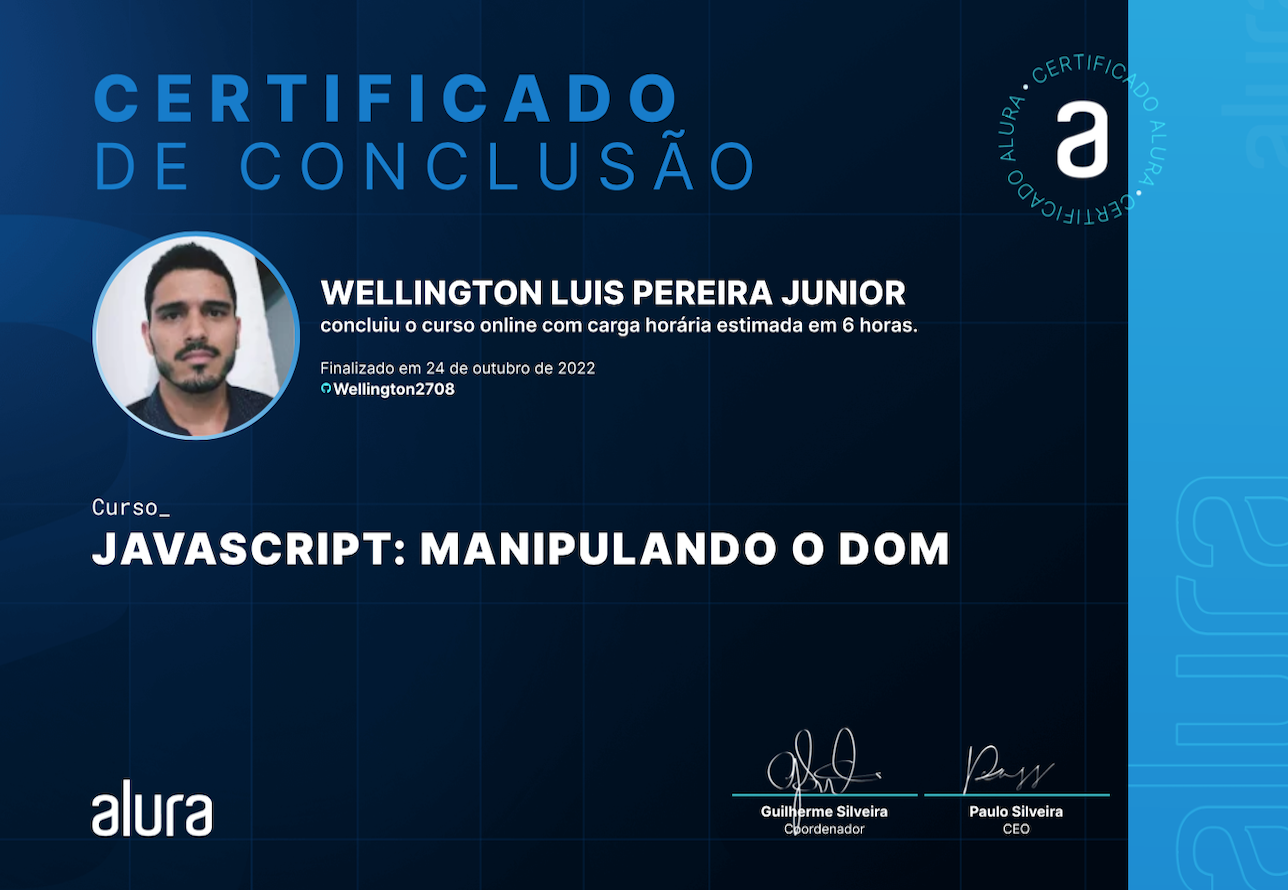 CERTIFICADO
DE CONCLUSÃO
CERTIFICADO ALURA • CERTIFICADO ALURA •
a
WELLINGTON LUIS PEREIRA JUNIOR
concluiu o curso online com carga horária estimada em 6 horas.
Finalizado em 24 de outubro de 2022
Wellington2708
Curso_
JAVASCRIPT: MANIPULANDO O DOM
alura
Guilherme Silveira
Coordenador
Paulo Silveira
CEO
alura
alura